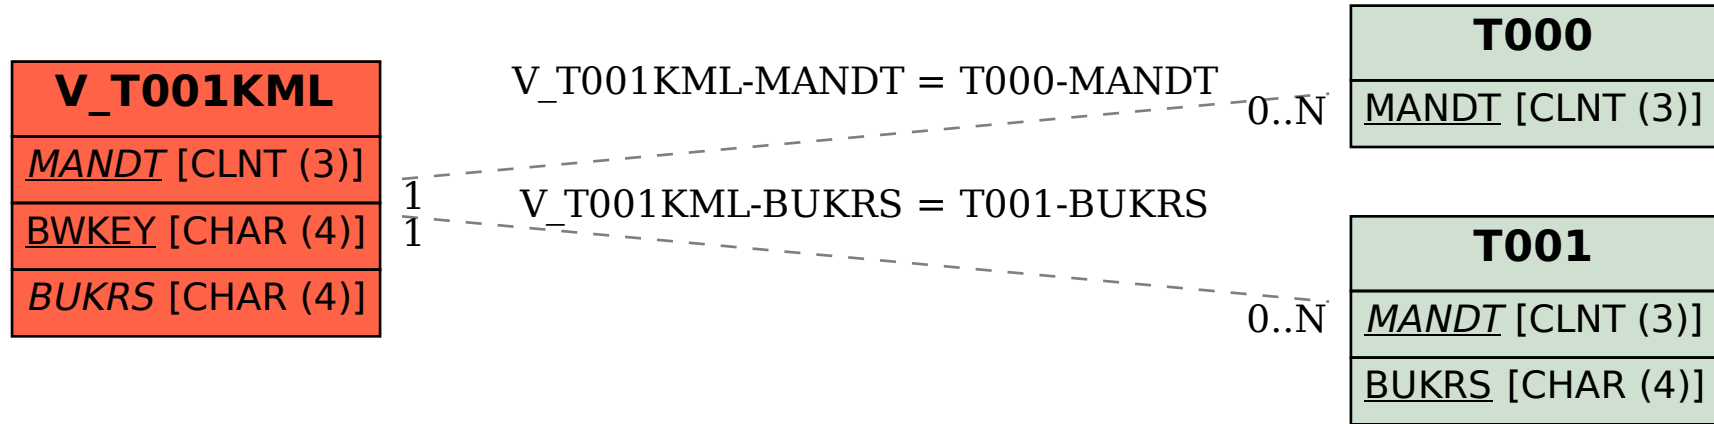 V_T001KML
MANDT [CLNT (3)]
BWKEY [CHAR (4)]
BUKRS [CHAR (4)]
V_T001KML-MANDT = T000-MANDT
0..N
1
V_T001KML-BUKRS = T001-BUKRS
1
0..N
T000
MANDT [CLNT (3)]
T001
MANDT [CLNT (3)]
BUKRS [CHAR (4)]